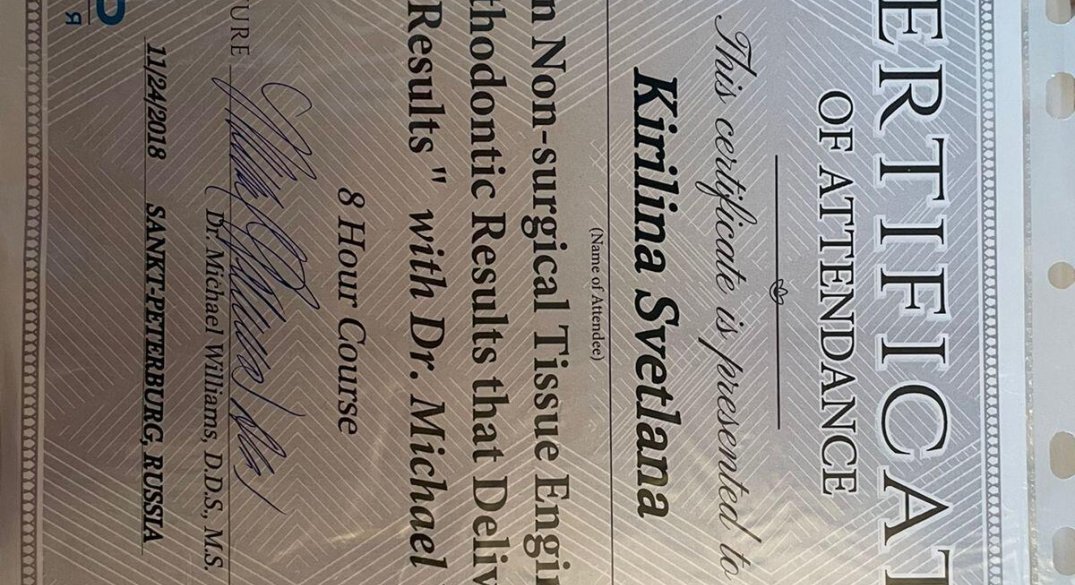 ERTIFICAT
OF ATTENDANCE
This certificate is presented to
Kirilina Svetlana
(Name of Attendee)
n Non-surgical Tissue Engi
thodontic Results that Deliv
Results " with Dr. Michael
8 Hour Course
URE
Dr. Michael Williams, D.D.S., M.S.
11/24/2018 SANKT-PETERBURG, RUSSIA